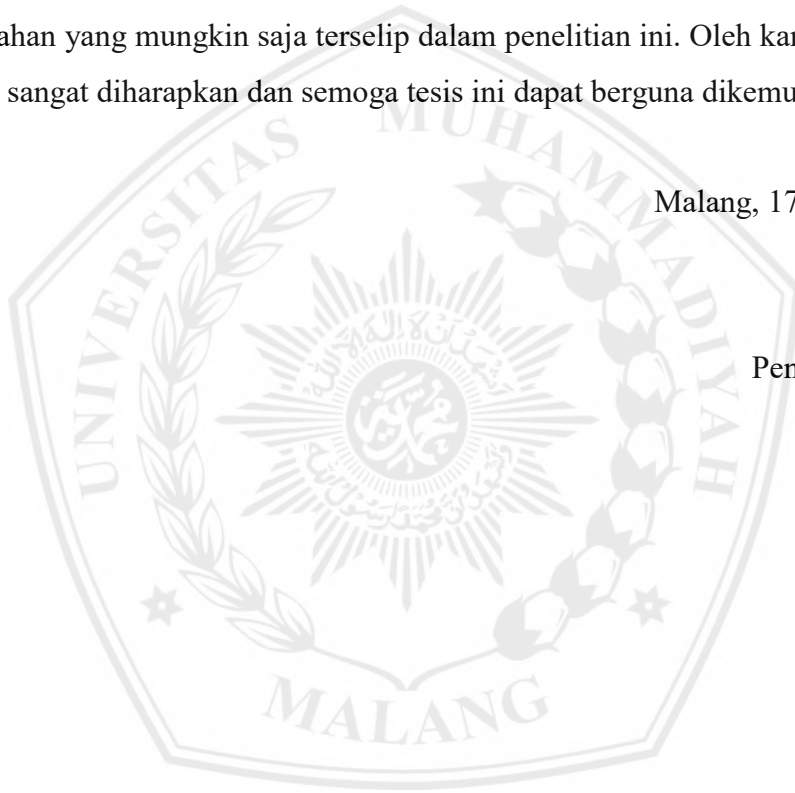 ahan yang mungkin saja terselip dalam penelitian ini. Oleh kar
sangat diharapkan dan semoga tesis ini dapat berguna dikemu
Malang, 17
Pen
UNIVERSITAS MUHAMMADIYAH
MALANG